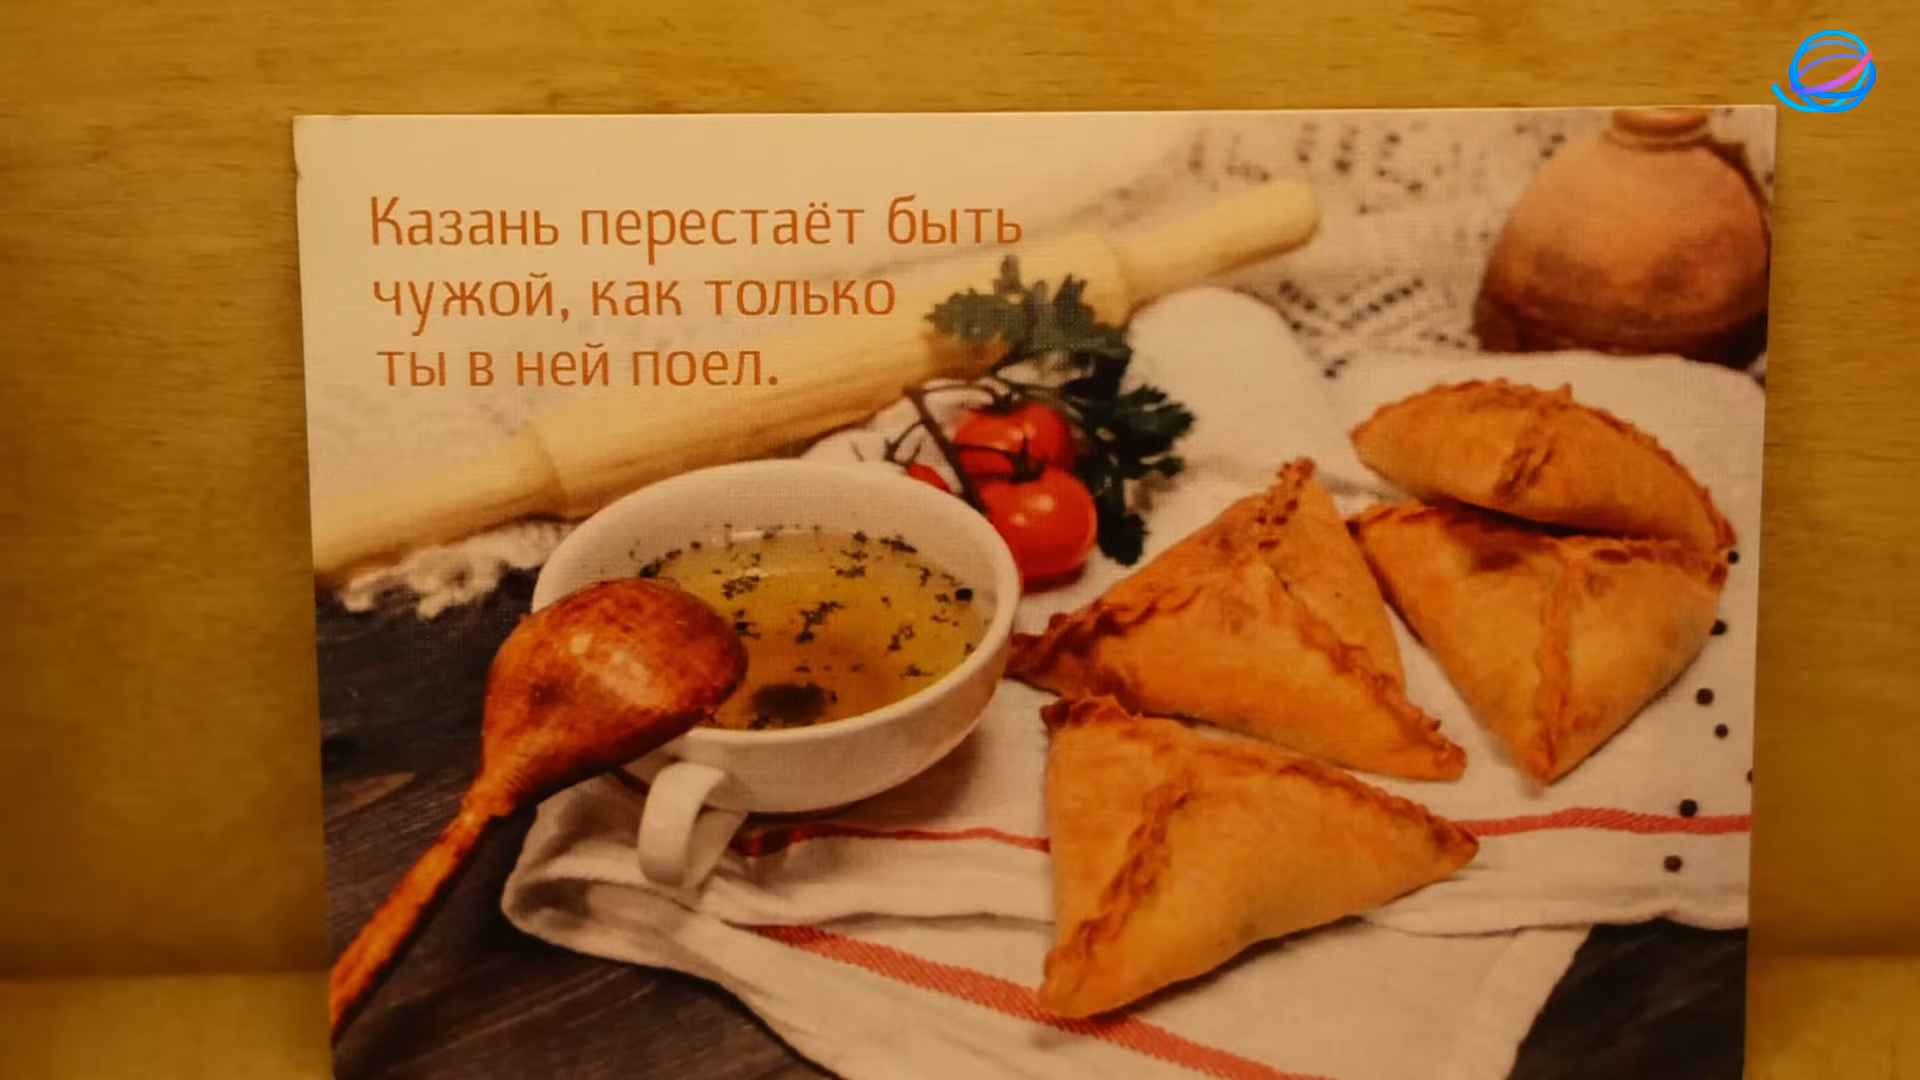 Казань перестаёт быть
чужой, как только
ты в ней поел.